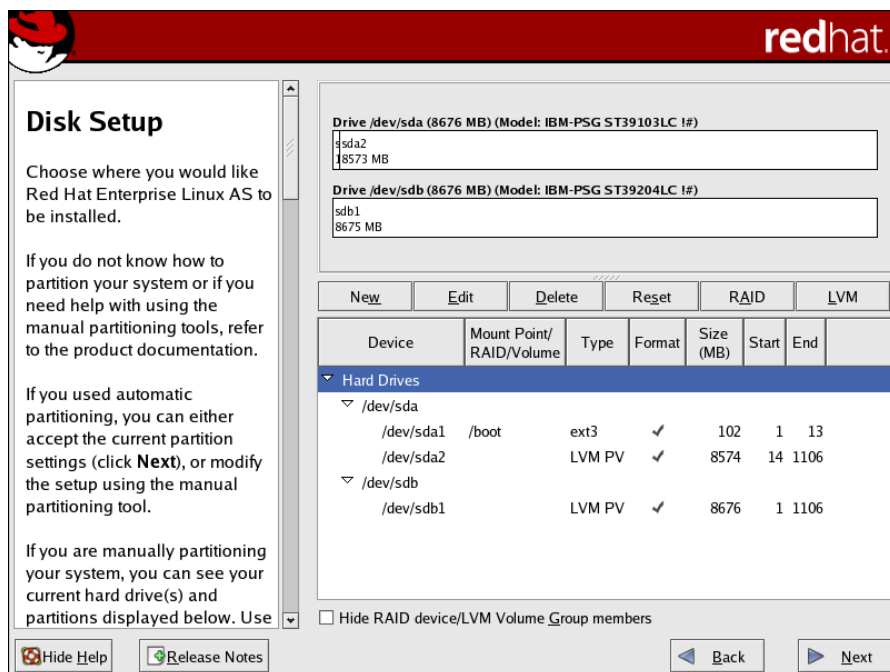 redhat.
Disk Setup
Choose where you would like
Red Hat Enterprise Linux AS to
be installed.
If you do not know how to
partition your system or if you
need help with using the
manual partitioning tools, refer
to the product documentation.
If you used automatic
partitioning, you can either
accept the current partition
settings (click Next), or modify
the setup using the manual
partitioning tool.
If you are manually partitioning
your system, you can see your
current hard drive(s) and
partitions displayed below. Use
Drive /dev/sda (8676 MB) (Model: IBM-PSG ST39103LC !#)
s sda2
1 8573 MB
Drive /dev/sdb (8676 MB) (Model: IBM-PSG ST39204LC !#)
sdb1
8675 MB
New Edit Delete Reset RAID LVM
Device Mount Point/ RAID/Volume Type Format Size (MB) Start End
Hard Drives
/dev/sda
/dev/sda1 /boot ext3 102 1 13
/dev/sda2 LVM PV 8574 14 1106
/dev/sdb
/dev/sdb1 LVM PV 8676 1 1106
Hide RAID device/LVM Volume Group members
Hide Help Release Notes Back Next